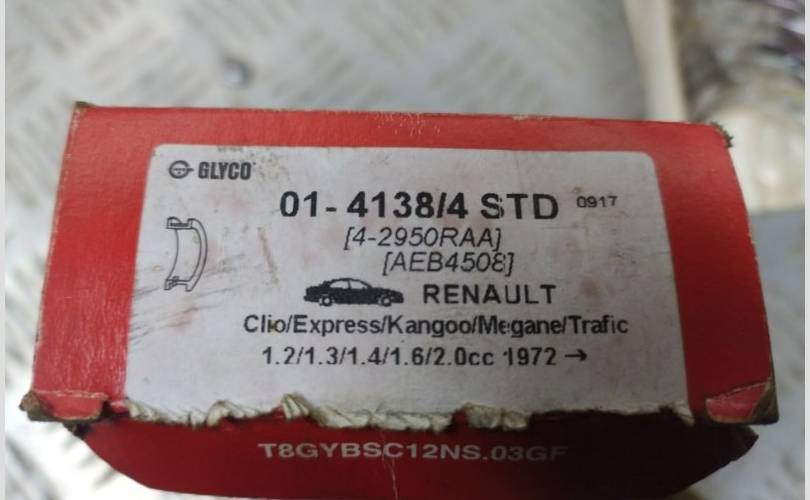 GLYCO
01-4138/4 STD 0917
[4-2950RAA]
[AEB4508]
RENAULT
Clio/Express/Kangoo/Megane/Trafic
1.2/1.3/1.4/1.6/2.0cc 1972 →
T8GYBSC12NS.03GF